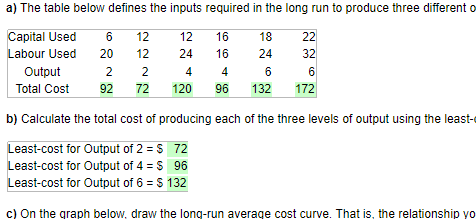 a) The table below defines the inputs required in the long run to produce three different o
Capital Used 6 12 12 16 18 22
Labour Used 20 12 24 16 24 32
Output 2 2 4 4 6 6
Total Cost 92 72 120 96 132 172
b) Calculate the total cost of producing each of the three levels of output using the least-
Least-cost for Output of 2 = $ 72
Least-cost for Output of 4 = $ 96
Least-cost for Output of 6 = $ 132
c) On the graph below, draw the long-run average cost curve. That is, the relationship yo